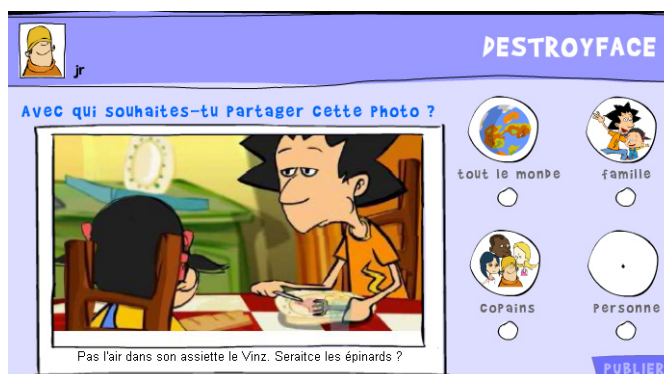 jr
DESTROYFACE
Avec qui souhaites-tu partager cette photo ?
tout le monde
famille
copains
personne
Pas l'air dans son assiette le Vinz. Seraitce les épinards ?
PUBLIER